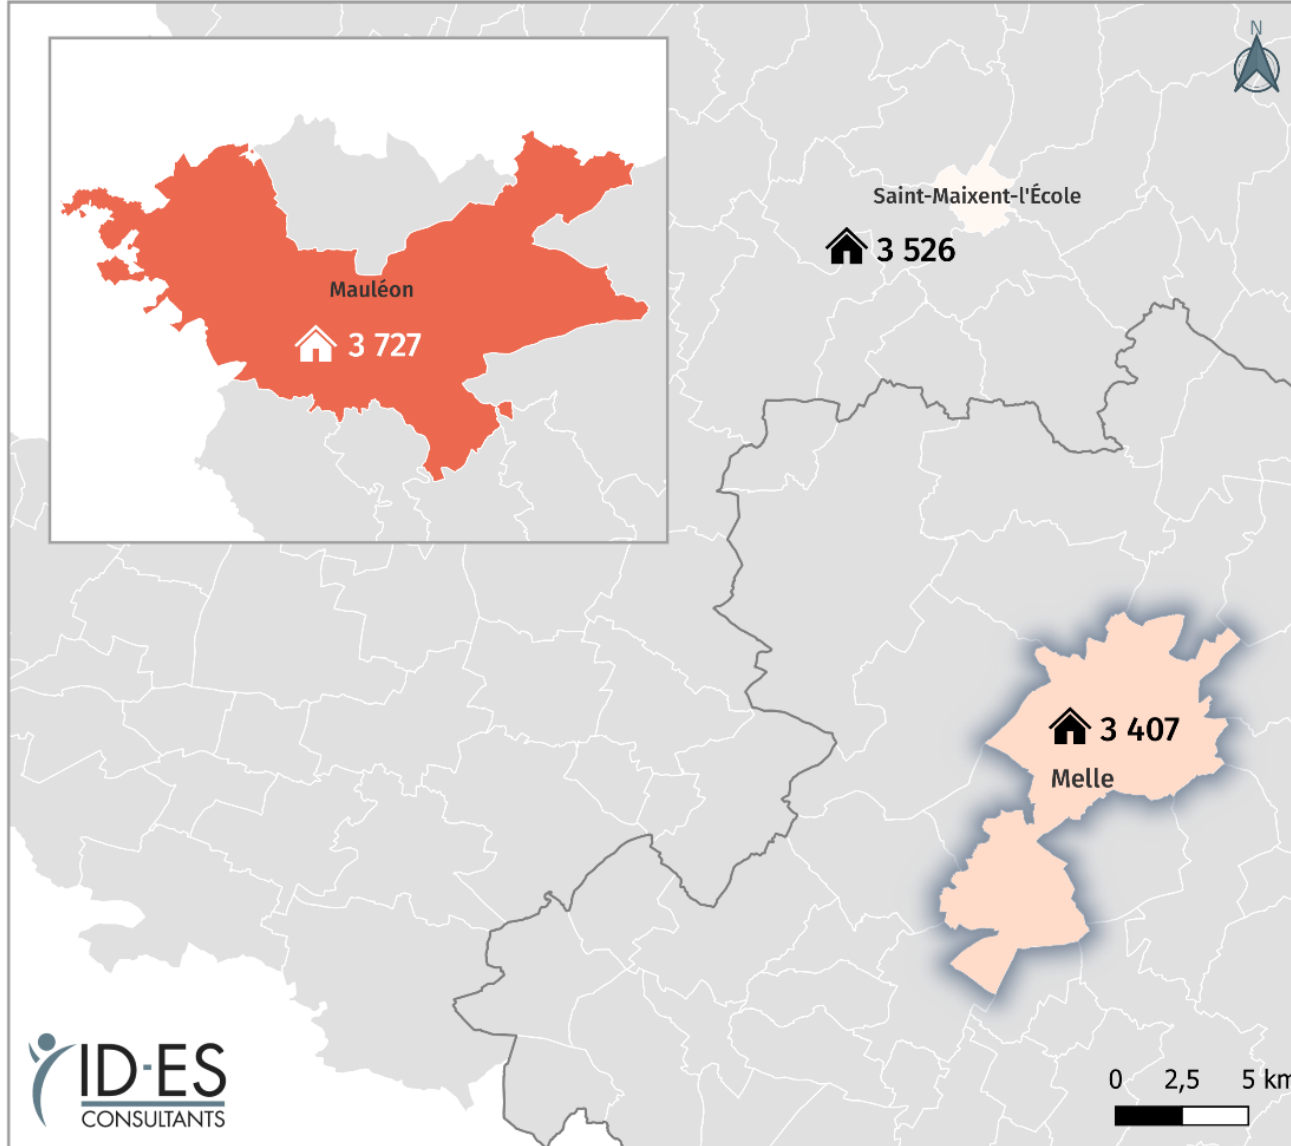 N
Saint-Maixent-l'École
3 526
Mauléon
3 727
3 407
Melle
ID-ES
CONSULTANTS
0 2,5 5 km